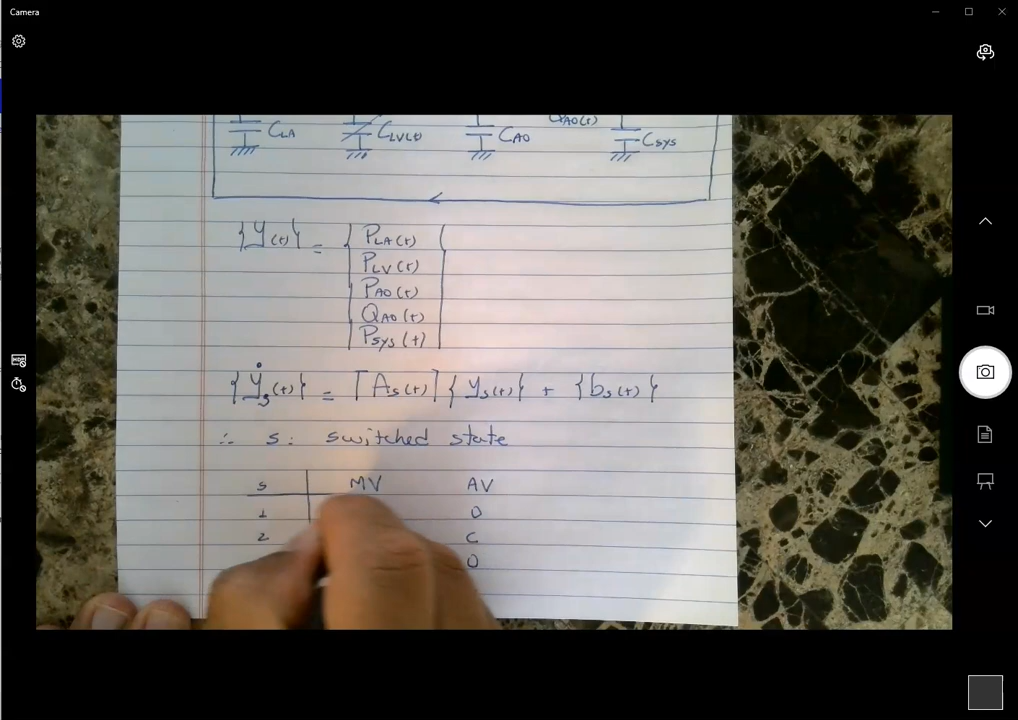 Camera
Q_AO(t)
C_LA C_LV(t) C_AO C_SYS
{y(t)} = { P_LA(t)
P_LV(t)
P_AO(t)
Q_AO(t)
P_SYS(t) }
{ẏ_s(t)} = [A_s(t)] {y_s(t)} + {b_s(t)}
∴ s: switched state
s MV AV
1 O
2 C
O